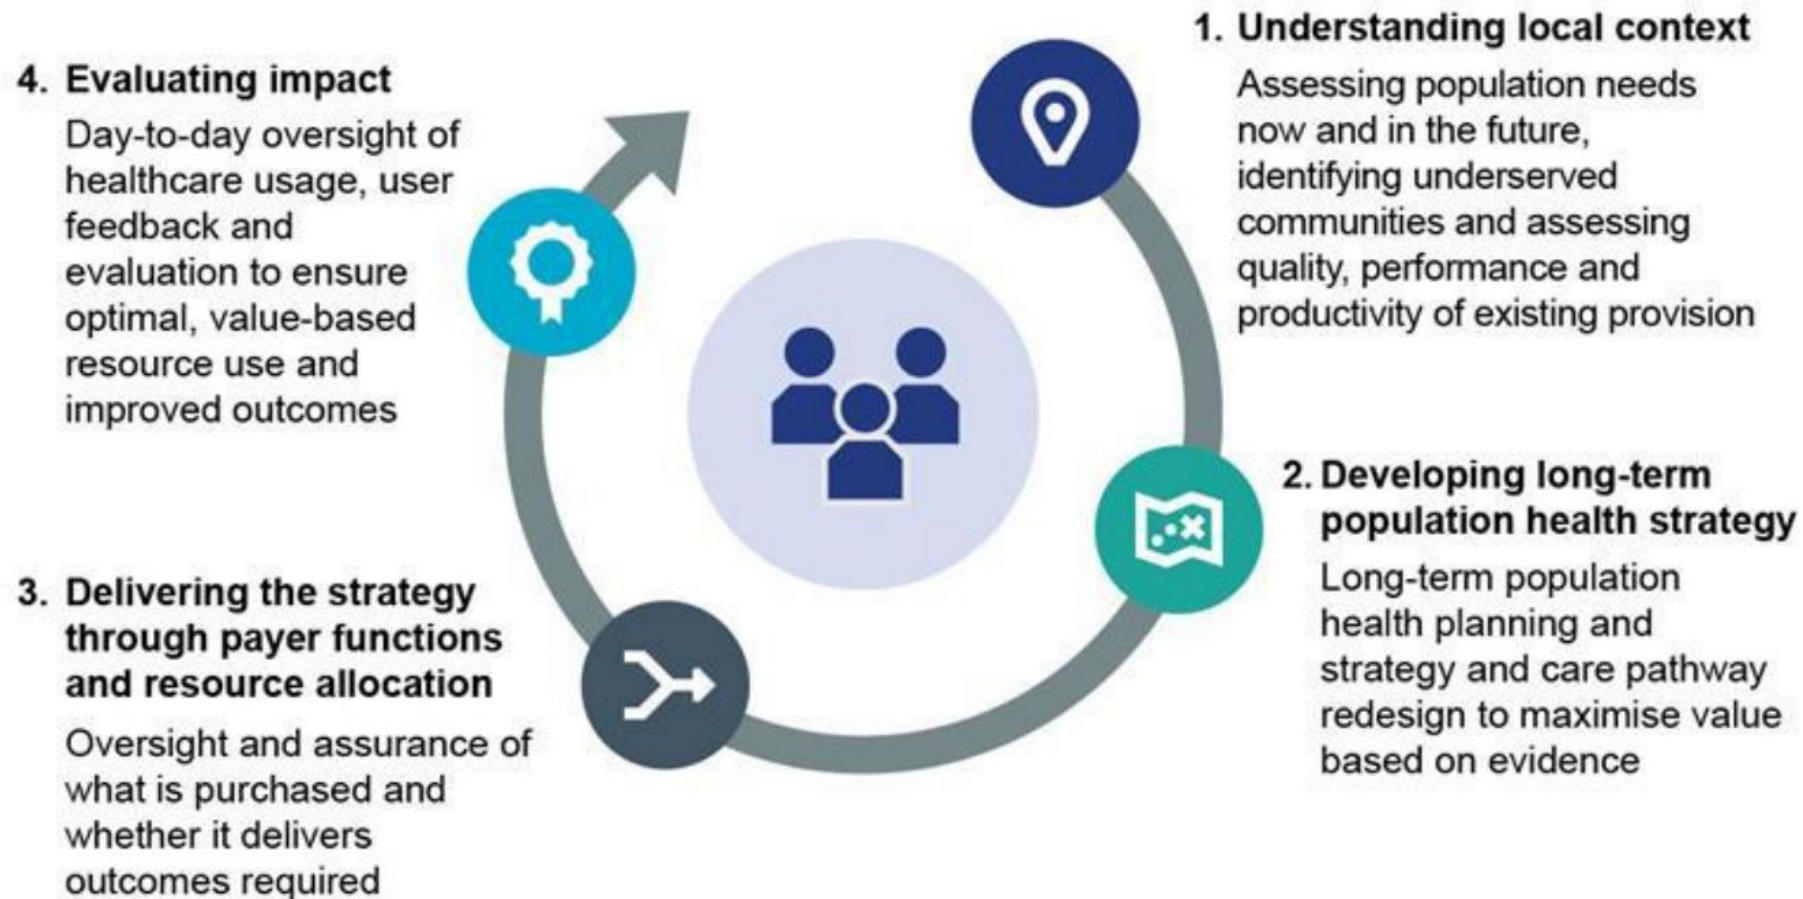 1. Understanding local context
Assessing population needs
now and in the future,
identifying underserved
communities and assessing
quality, performance and
productivity of existing provision
2. Developing long-term
population health strategy
Long-term population
health planning and
strategy and care pathway
redesign to maximise value
based on evidence
3. Delivering the strategy
through payer functions
and resource allocation
Oversight and assurance of
what is purchased and
whether it delivers
outcomes required
4. Evaluating impact
Day-to-day oversight of
healthcare usage, user
feedback and
evaluation to ensure
optimal, value-based
resource use and
improved outcomes